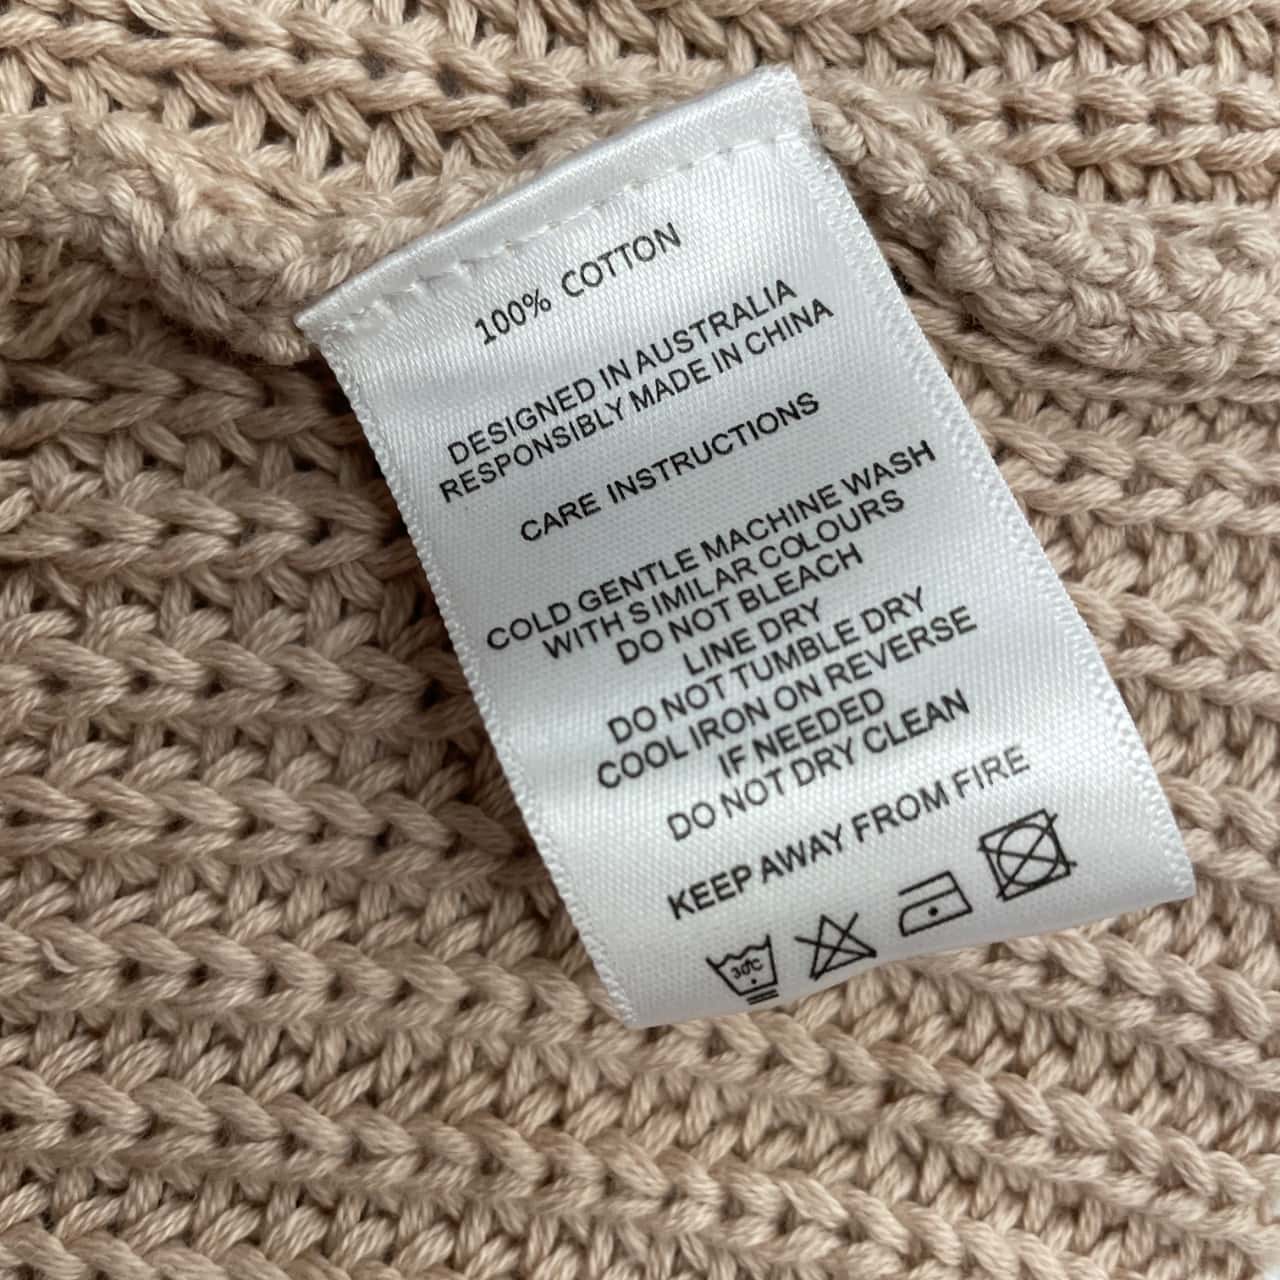 100% COTTON
DESIGNED IN AUSTRALIA
RESPONSIBLY MADE IN CHINA
CARE INSTRUCTIONS
COLD GENTLE MACHINE WASH
WITH SIMILAR COLOURS
DO NOT BLEACH
LINE DRY
DO NOT TUMBLE DRY
COOL IRON ON REVERSE
IF NEEDED
DO NOT DRY CLEAN
KEEP AWAY FROM FIRE
30°C